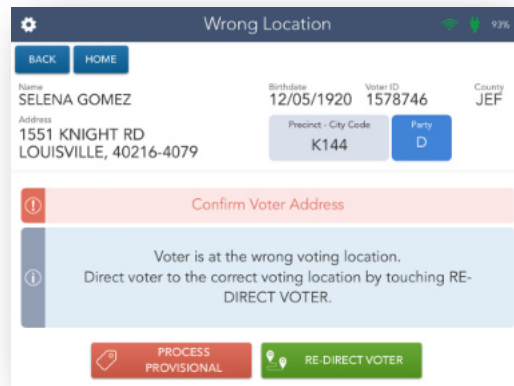 Wrong Location
93%
BACK
HOME
Name
SELENA GOMEZ
Birthdate
12/05/1920
Voter ID
1578746
County
JEF
Address
1551 KNIGHT RD
LOUISVILLE, 40216-4079
Precinct - City Code
K144
Party
D
Confirm Voter Address
Voter is at the wrong voting location.
Direct voter to the correct voting location by touching RE-
DIRECT VOTER.
PROCESS
PROVISIONAL
RE-DIRECT VOTER